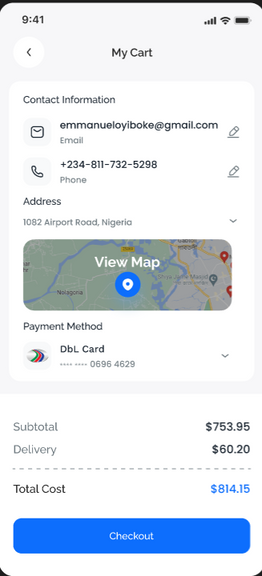 9:41
My Cart
Contact Information
emmanueloyiboke@gmail.com
Email
+234-811-732-5298
Phone
Address
1082 Airport Road, Nigeria
View Map
Payment Method
DbL Card
•••• •••• 0696 4629
Subtotal $753.95
Delivery $60.20
Total Cost $814.15
Checkout